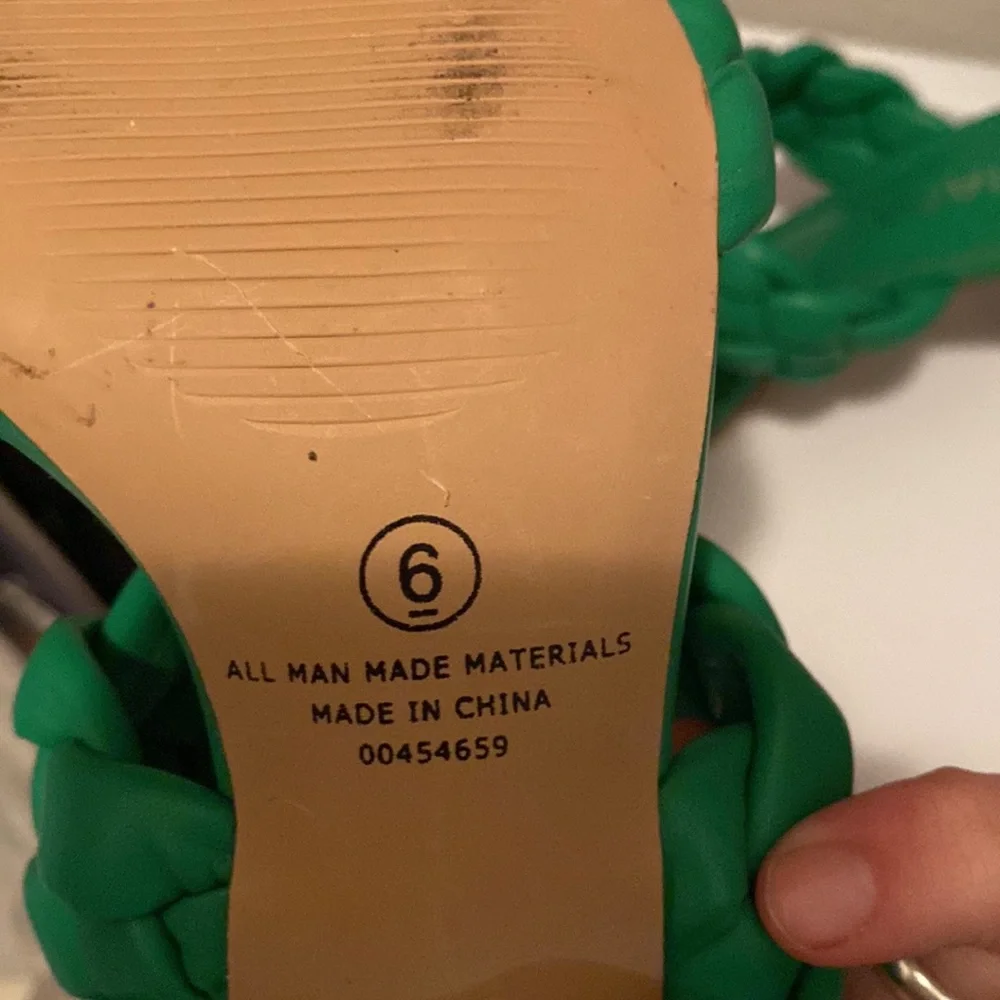 6
ALL MAN MADE MATERIALS
MADE IN CHINA
00454659